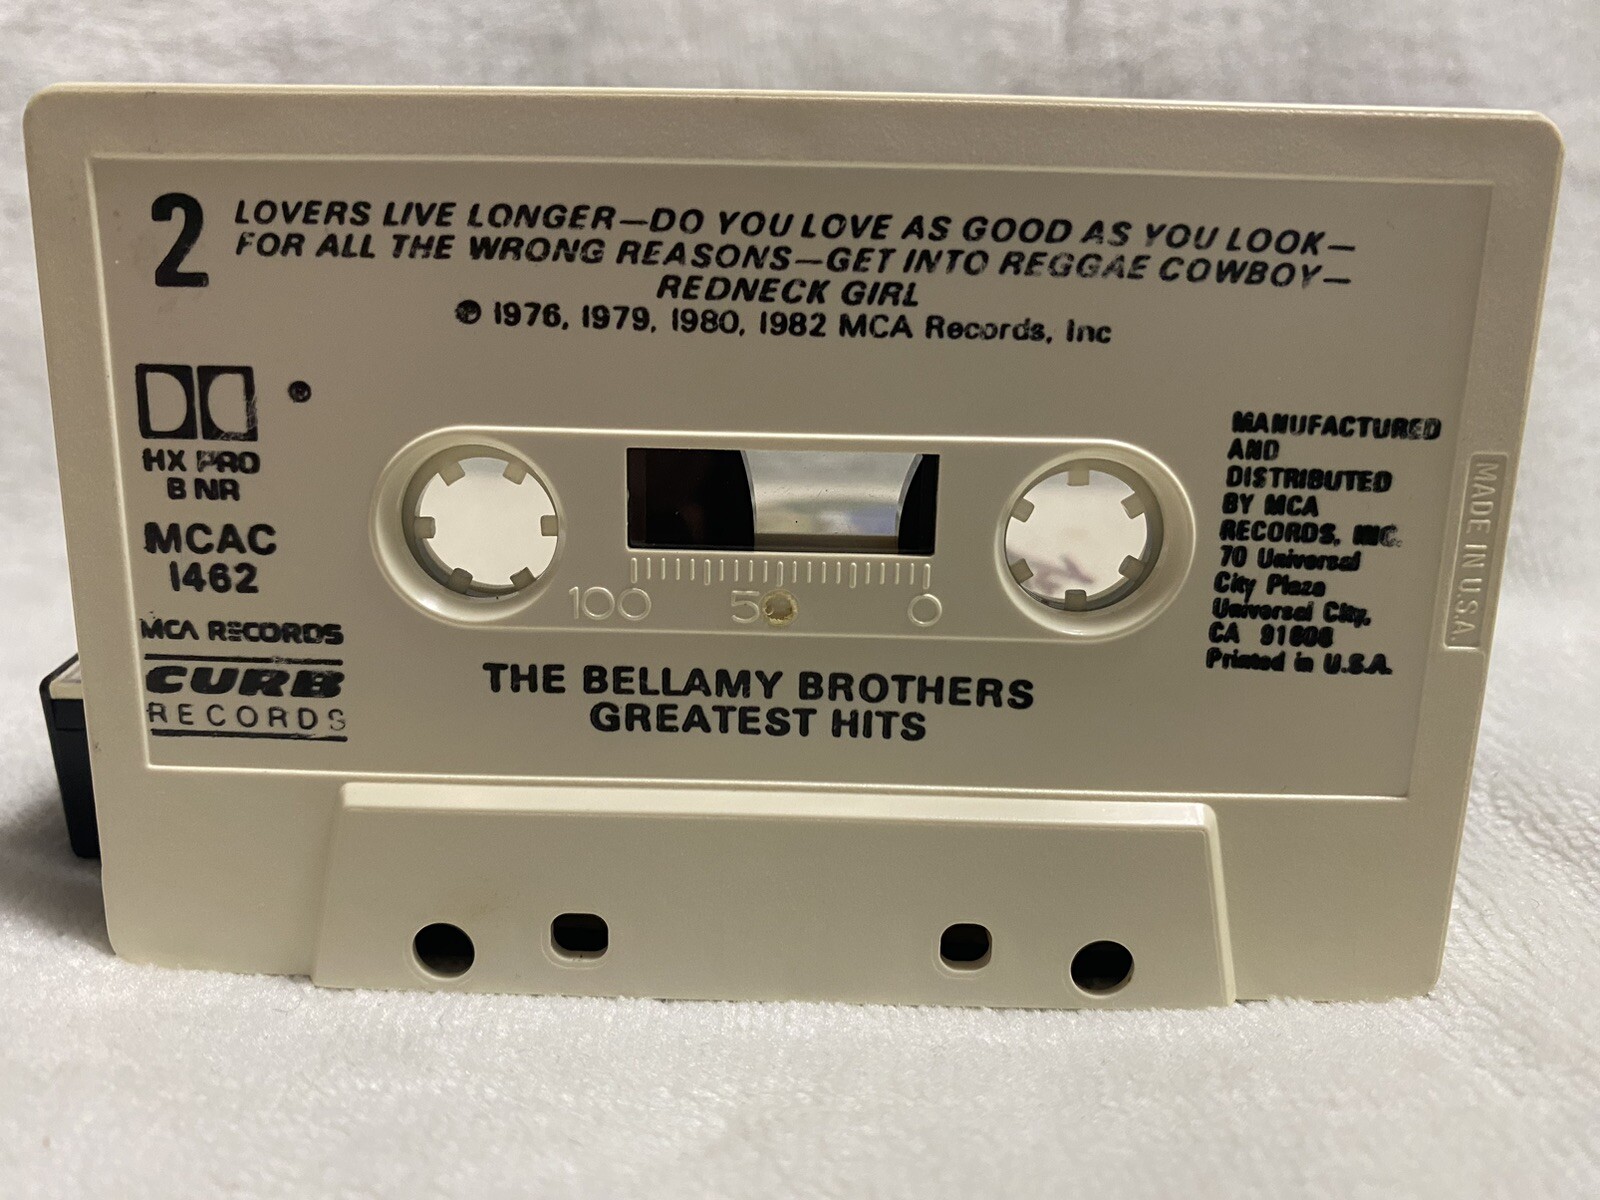 2
LOVERS LIVE LONGER—DO YOU LOVE AS GOOD AS YOU LOOK—
FOR ALL THE WRONG REASONS—GET INTO REGGAE COWBOY—
REDNECK GIRL
℗ 1976, 1979, 1980, 1982 MCA Records, Inc
®
HX PRO
B NR
MCAC
1462
MCA RECORDS
CURB
RECORDS
100 5 0
THE BELLAMY BROTHERS
GREATEST HITS
MANUFACTURED
AND
DISTRIBUTED
BY MCA
RECORDS, INC.
70 Universal
City Plaza
Universal City,
CA 91608
Printed in U.S.A.
MADE IN U.S.A.